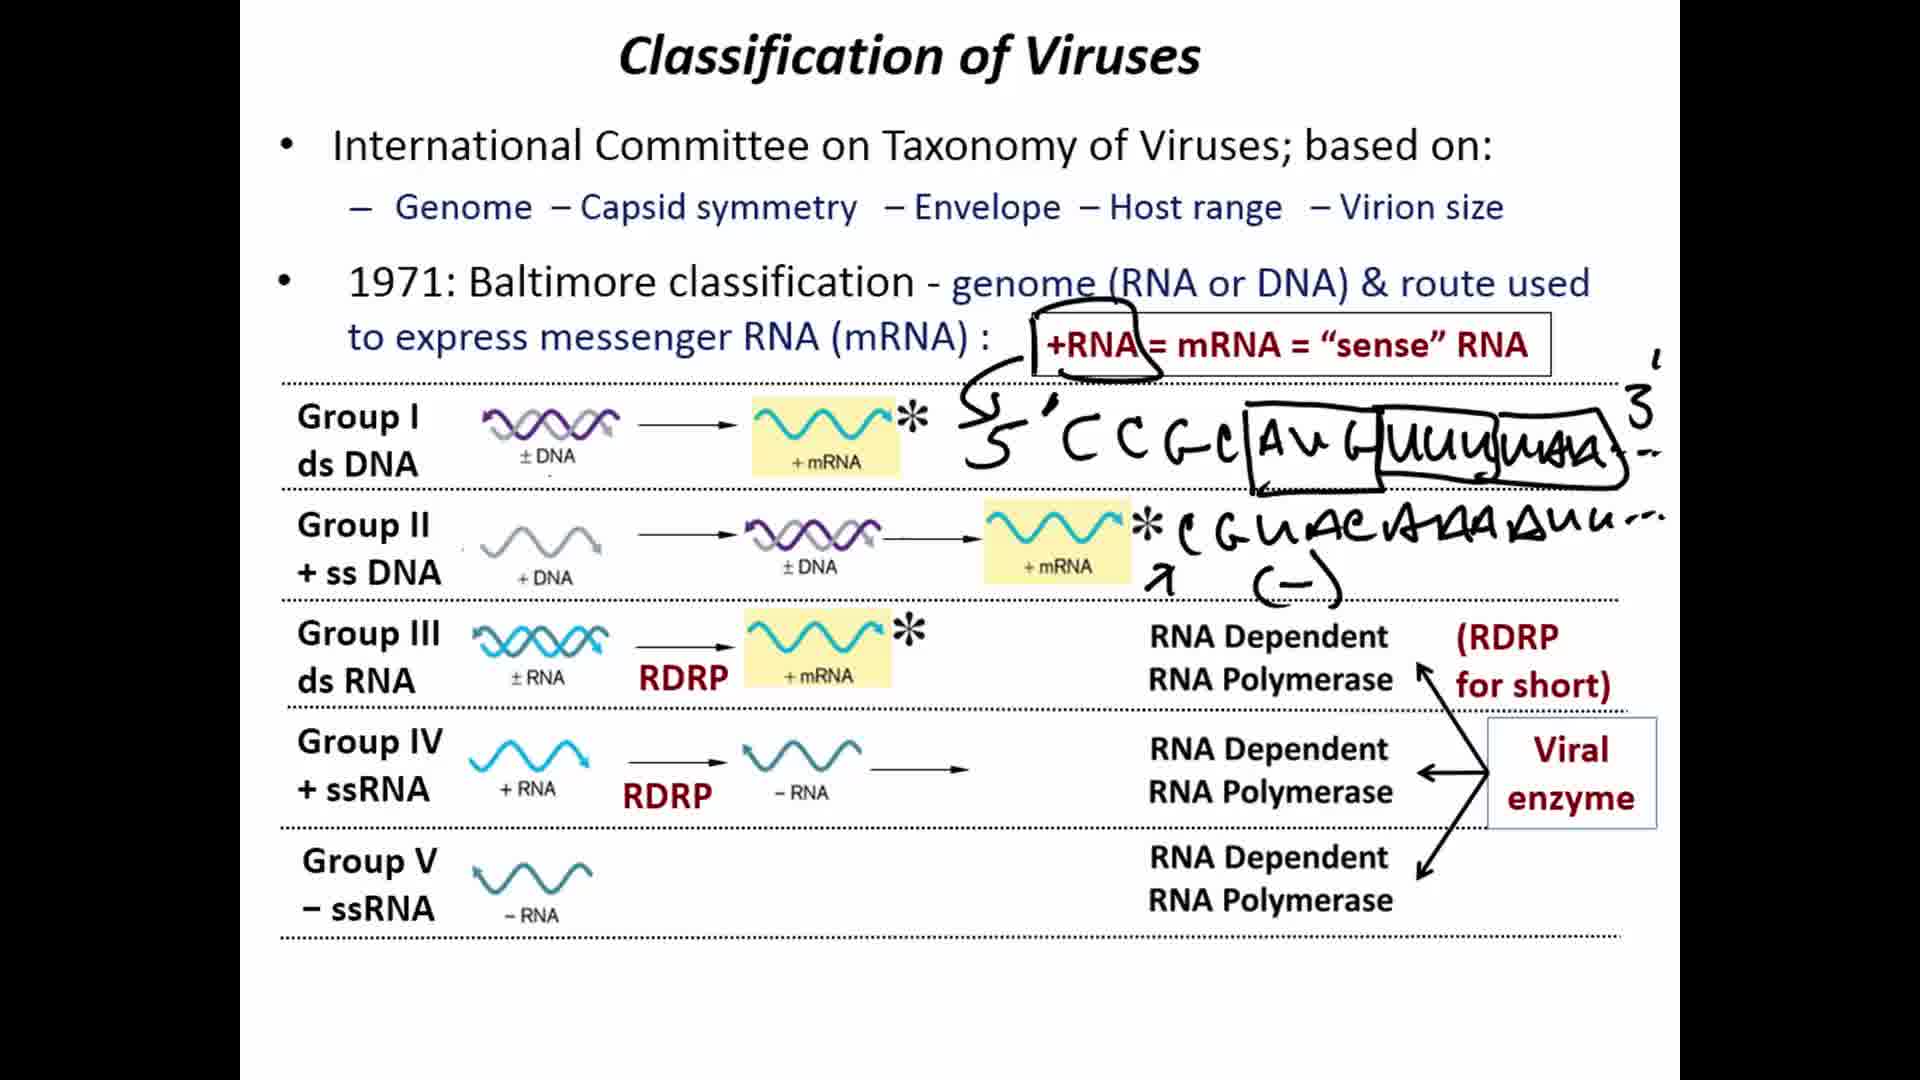 Classification of Viruses
• International Committee on Taxonomy of Viruses; based on:
– Genome – Capsid symmetry – Envelope – Host range – Virion size
• 1971: Baltimore classification - genome (RNA or DNA) & route used
to express messenger RNA (mRNA) :
+RNA = mRNA = “sense” RNA
Group I
ds DNA
± DNA
+ mRNA
*
5' CCGC AUG UUU UAA ... 3'
Group II
+ ss DNA
+ DNA
± DNA
+ mRNA
*
CGUACAAAAUU...
(–)
Group III
ds RNA
± RNA
RDRP
+ mRNA
*
RNA Dependent
RNA Polymerase
(RDRP
for short)
Group IV
+ ssRNA
+ RNA
RDRP
– RNA
RNA Dependent
RNA Polymerase
Viral
enzyme
Group V
– ssRNA
– RNA
RNA Dependent
RNA Polymerase